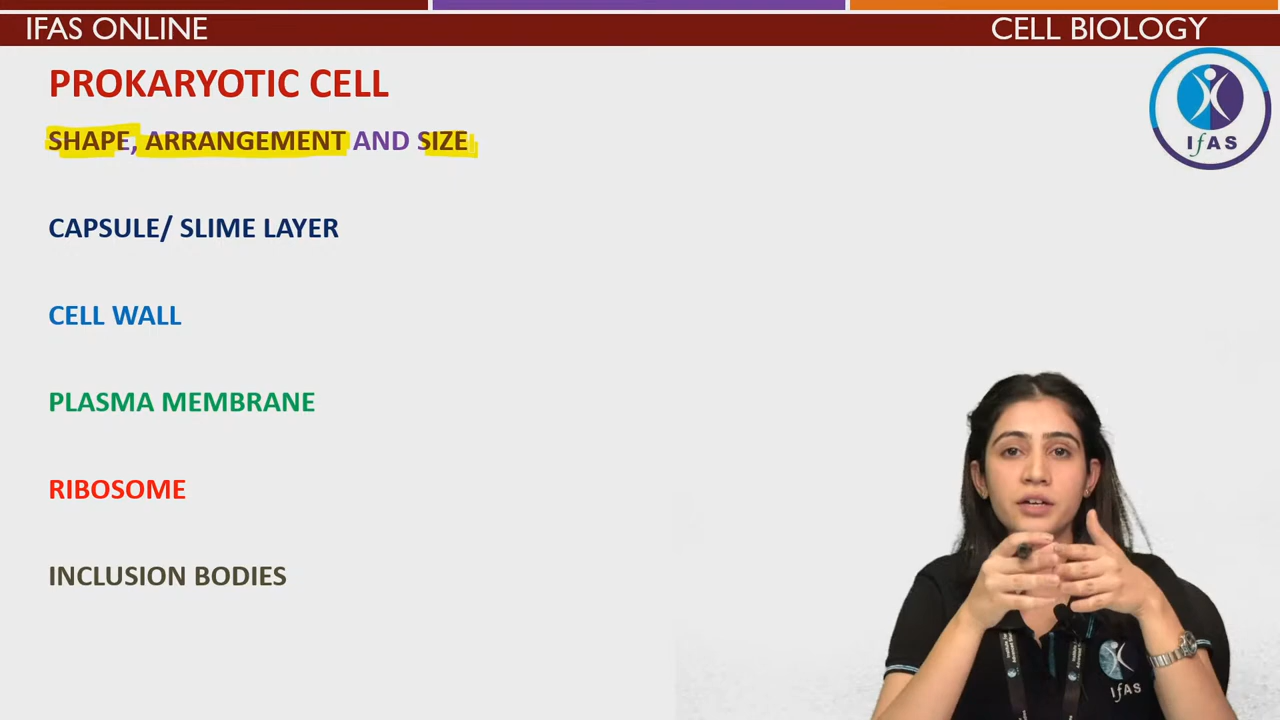 IFAS ONLINE
CELL BIOLOGY
PROKARYOTIC CELL
SHAPE, ARRANGEMENT AND SIZE
IfAS
CAPSULE/ SLIME LAYER
CELL WALL
PLASMA MEMBRANE
RIBOSOME
INCLUSION BODIES
IfAS